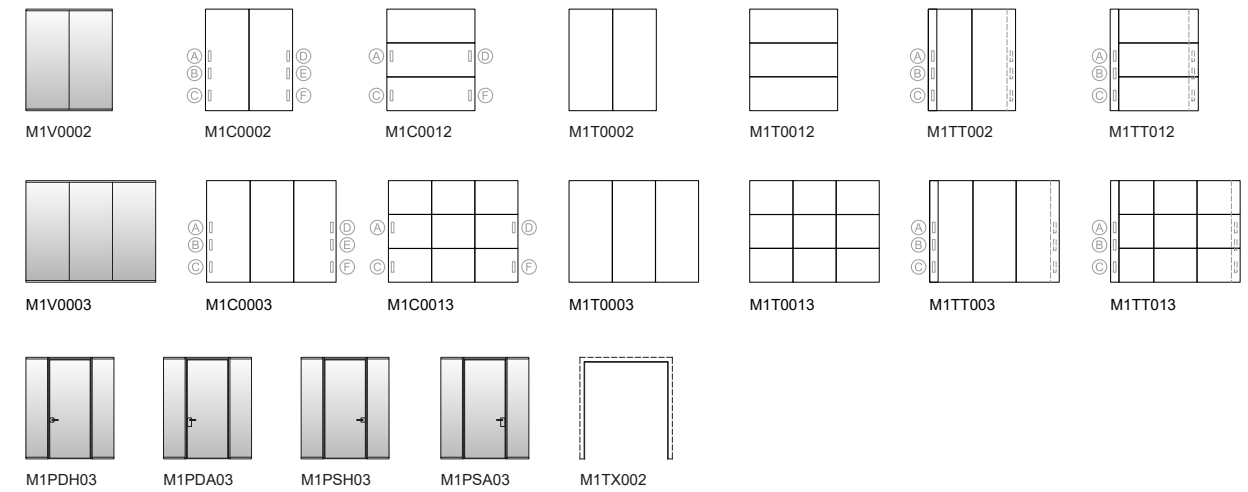 A D A D A A
B E B B
C F C F C C
M1V0002 M1C0002 M1C0012 M1T0002 M1T0012 M1TT002 M1TT012
A D A D A A
B E B B
C F C F C C
M1V0003 M1C0003 M1C0013 M1T0003 M1T0013 M1TT003 M1TT013
M1PDH03 M1PDA03 M1PSH03 M1PSA03 M1TX002